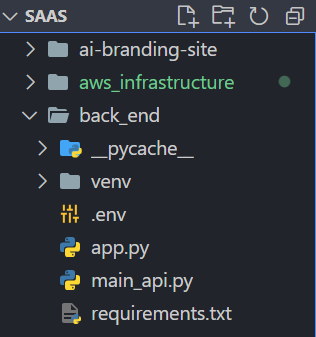 SAAS
ai-branding-site
aws_infrastructure
back_end
__pycache__
venv
.env
app.py
main_api.py
requirements.txt